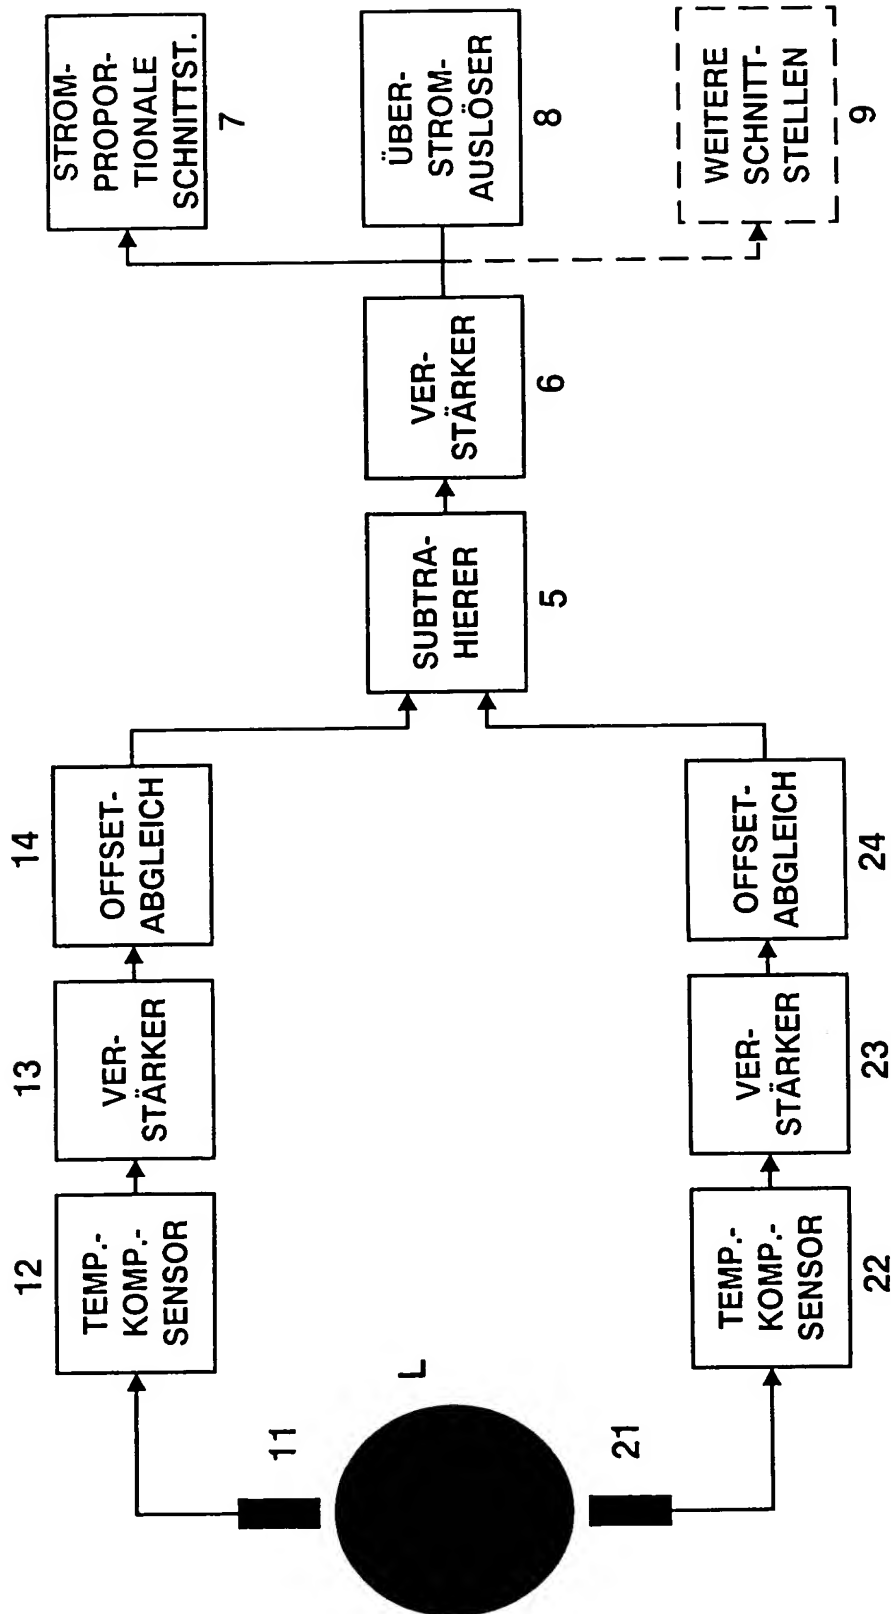 12
TEMP.-
KOMP.-
SENSOR
13
VER-
STÄRKER
14
OFFSET-
ABGLEICH
11
L
21
TEMP.-
KOMP.-
SENSOR
22
VER-
STÄRKER
23
OFFSET-
ABGLEICH
24
SUBTRA-
HIERER
5
VER-
STÄRKER
6
STROM-
PROPOR-
TIONALE
SCHNITTST.
7
ÜBER-
STROM-
AUSLÖSER
8
WEITERE
SCHNITT-
STELLEN
9